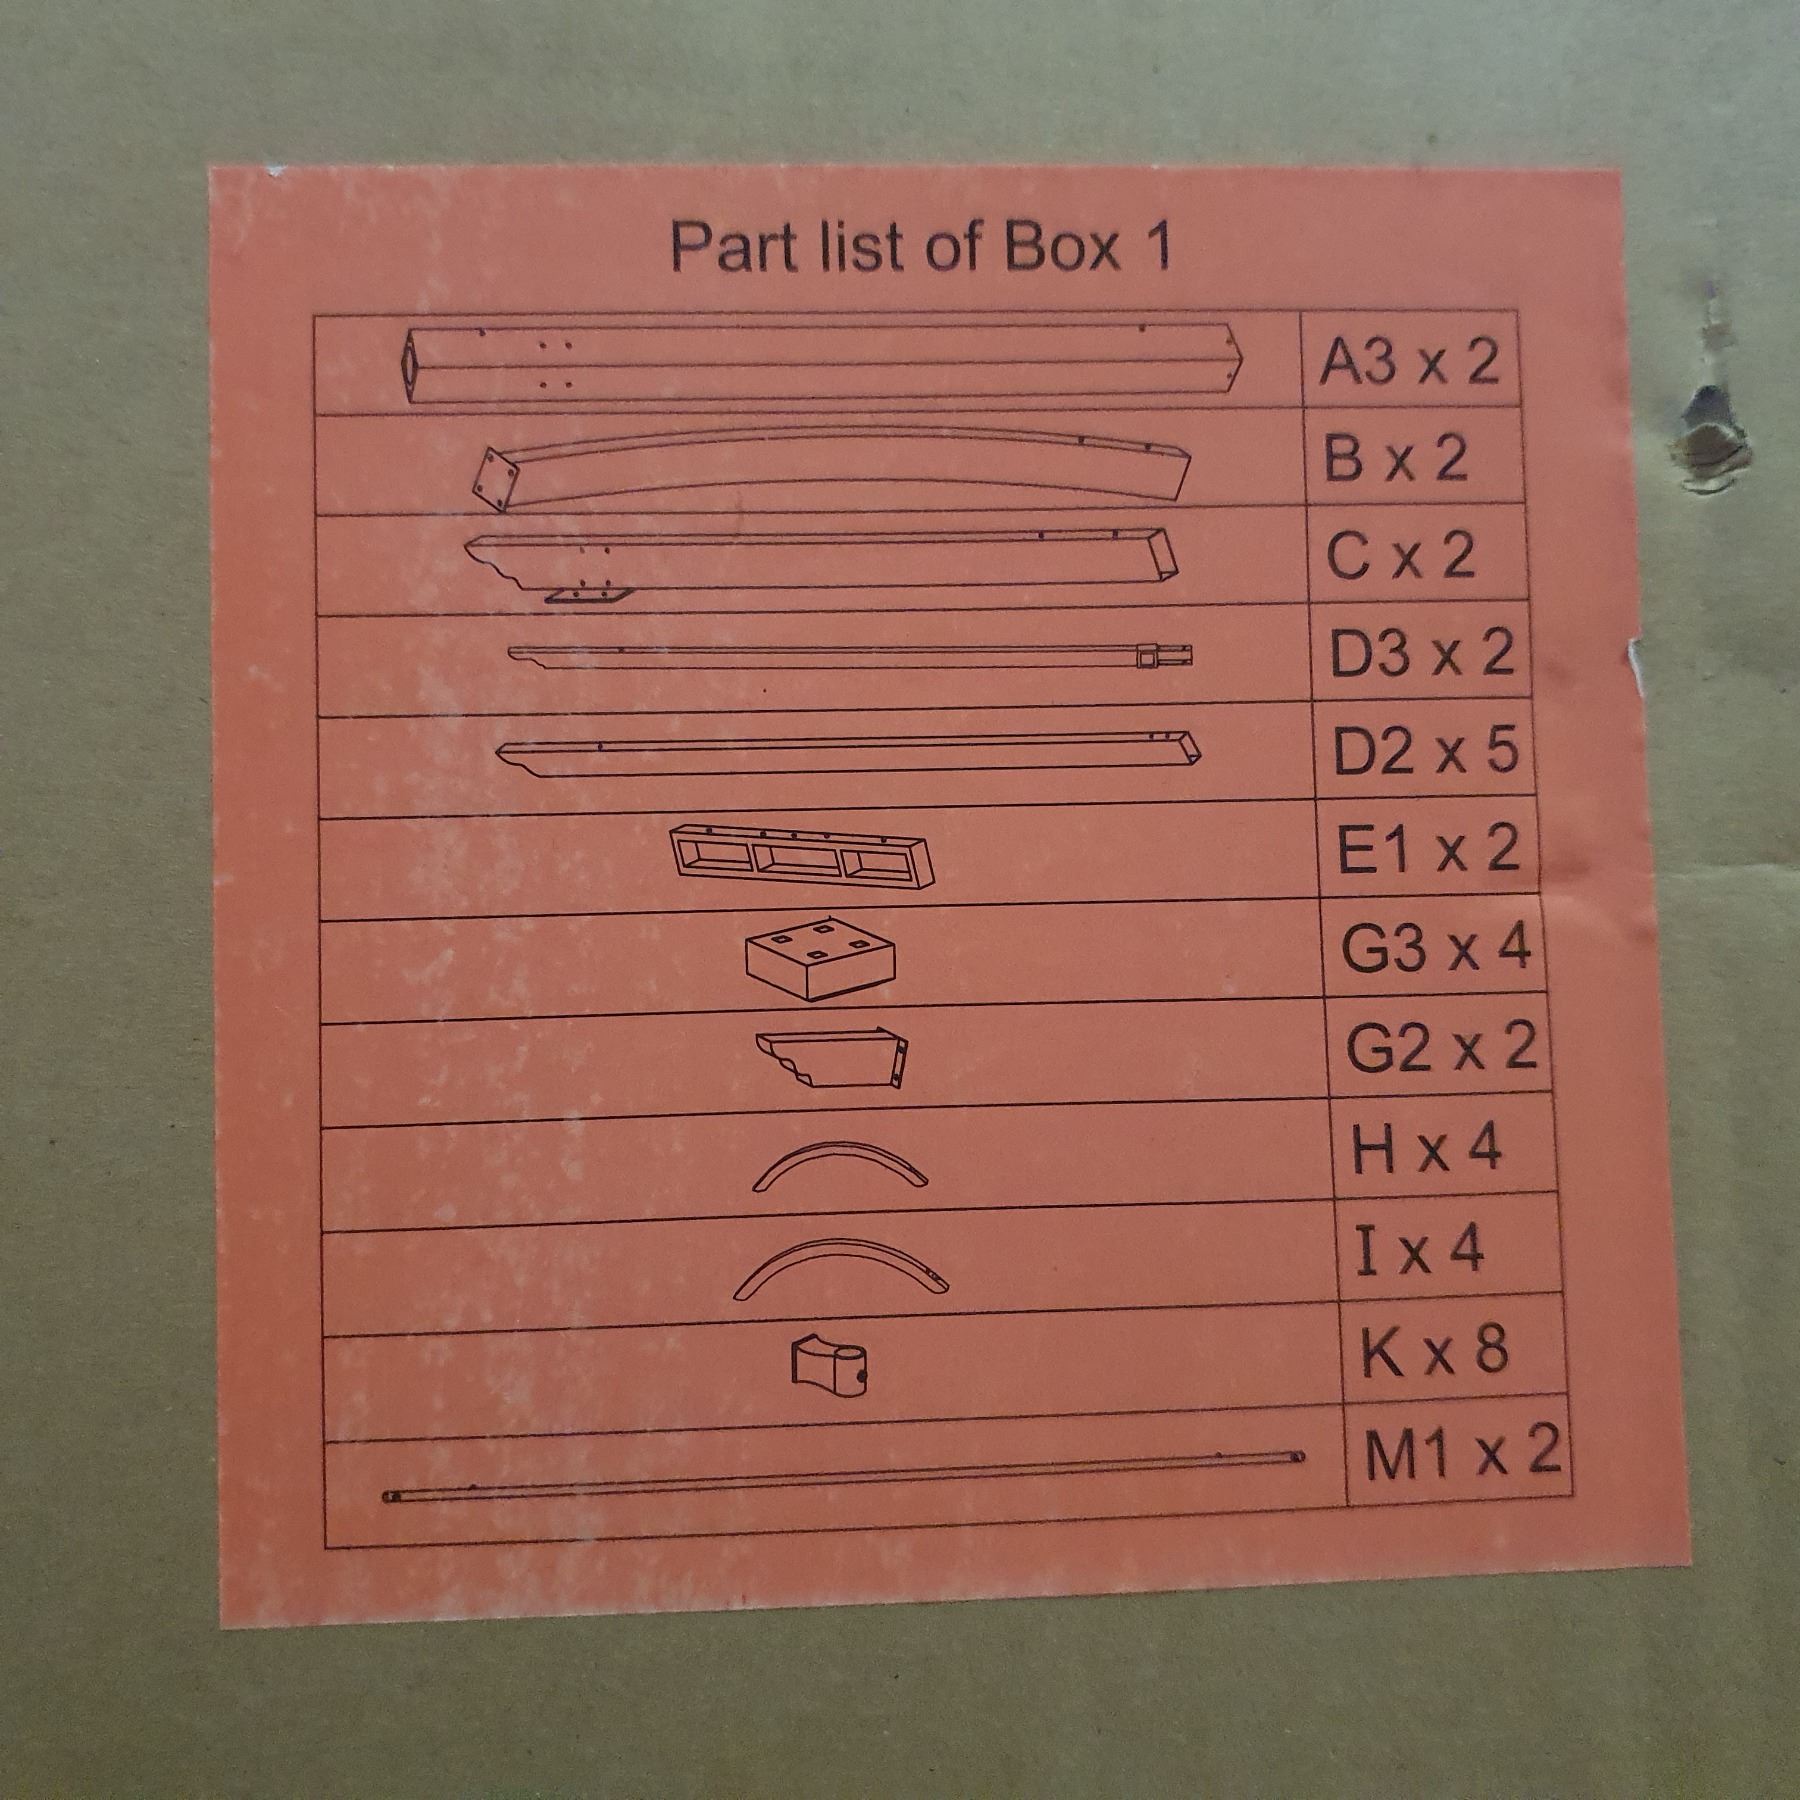 Part list of Box 1
A3 x 2
B x 2
C x 2
D3 x 2
D2 x 5
E1 x 2
G3 x 4
G2 x 2
H x 4
I x 4
K x 8
M1 x 2